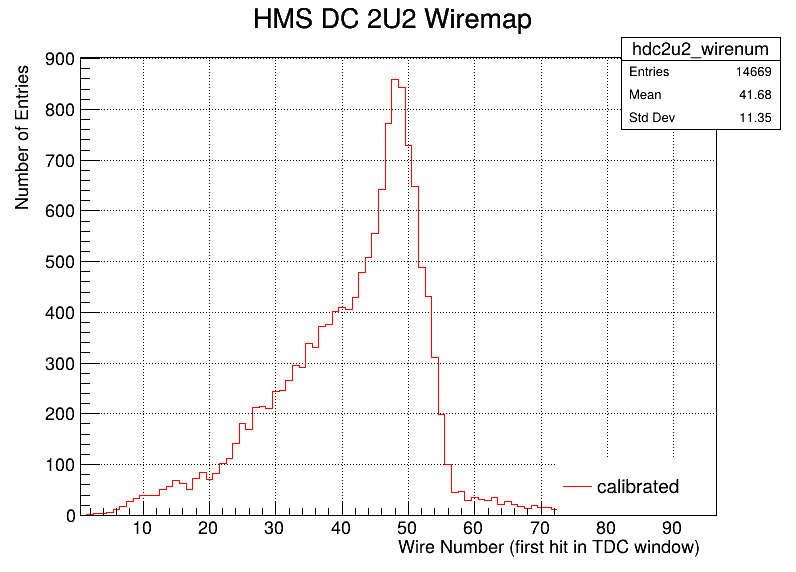 HMS DC 2U2 Wiremap
hdc2u2_wirenum
Entries 14669
Mean 41.68
Std Dev 11.35
Number of Entries
900
800
700
600
500
400
300
200
100
0
calibrated
10 20 30 40 50 60 70 80 90
Wire Number (first hit in TDC window)